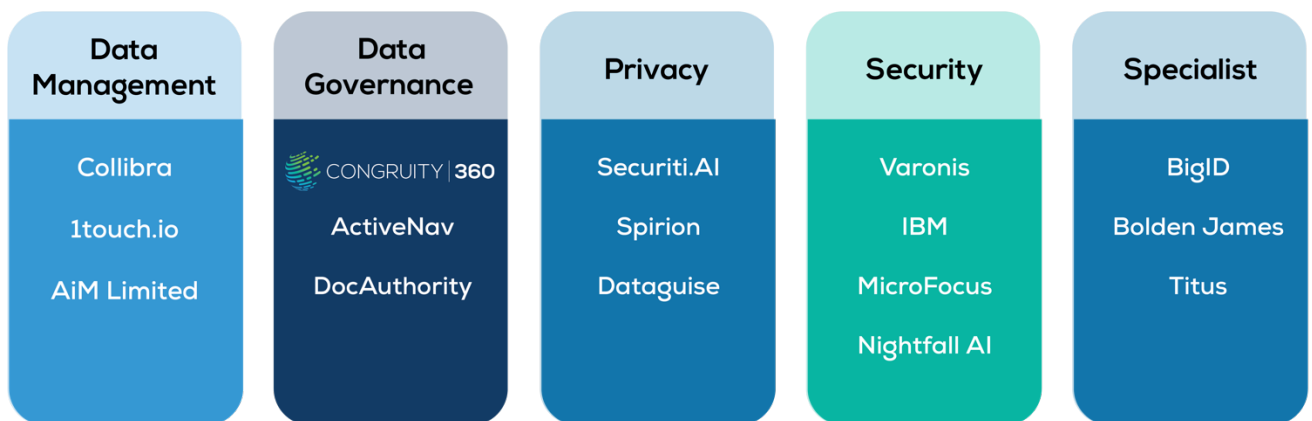 Data
Management
Collibra
1touch.io
AiM Limited
Data
Governance
CONGRUITY|360
ActiveNav
DocAuthority
Privacy
Securiti.AI
Spirion
Dataguise
Security
Varonis
IBM
MicroFocus
Nightfall AI
Specialist
BigID
Bolden James
Titus